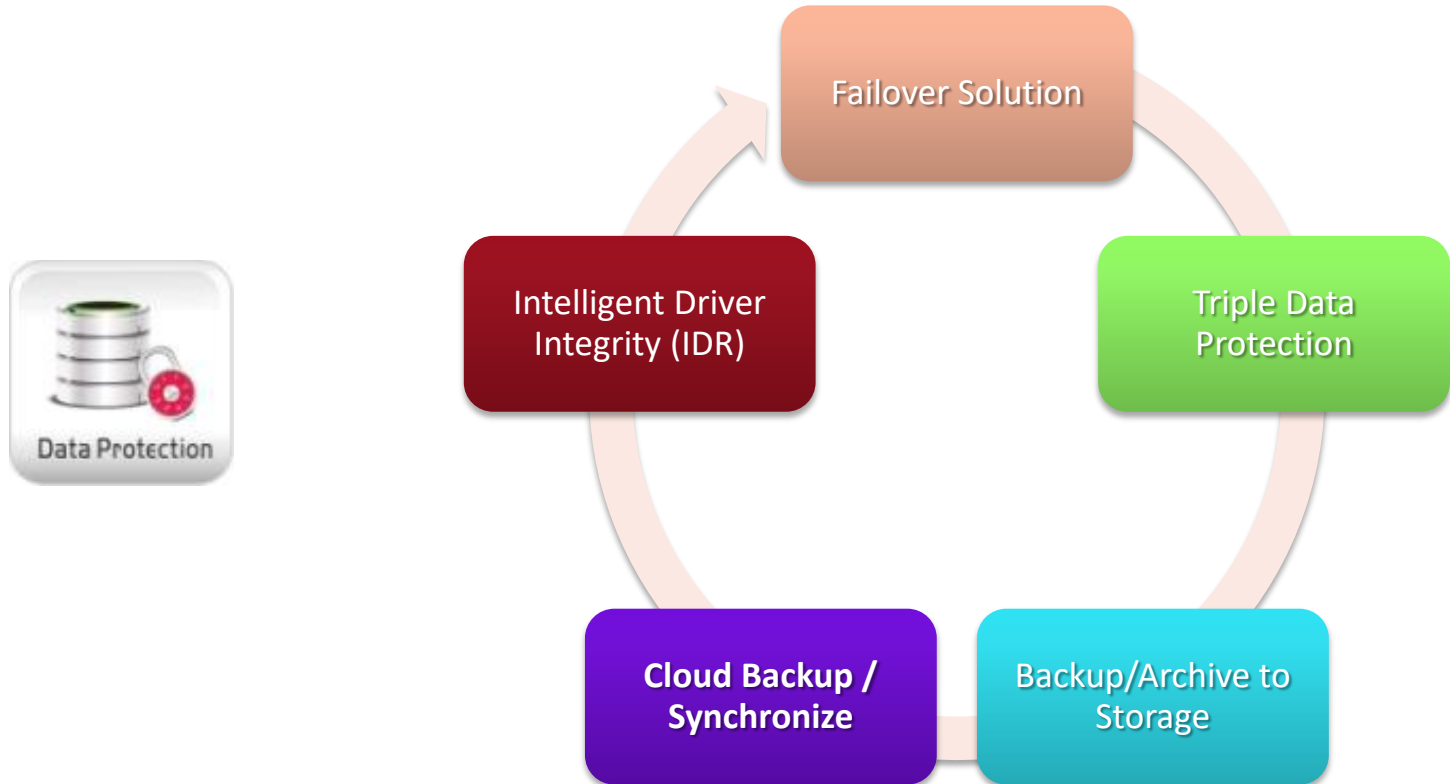 Failover Solution
Intelligent Driver
Integrity (IDR)
Triple Data
Protection
Data Protection
Cloud Backup /
Synchronize
Backup/Archive to
Storage